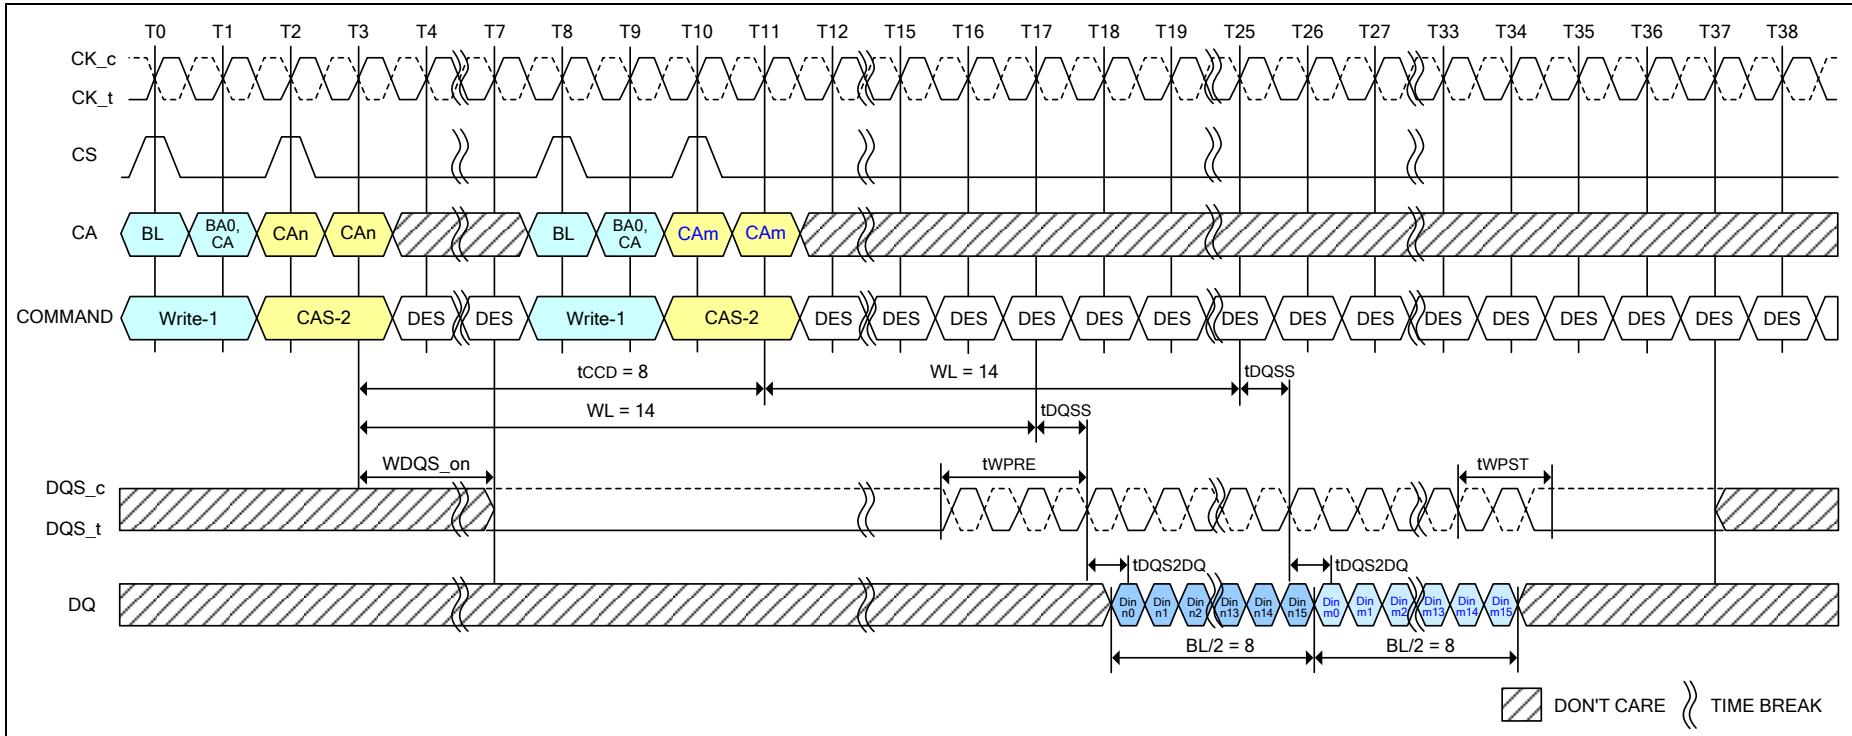 T0 T1 T2 T3 T4 T7 T8 T9 T10 T11 T12 T15 T16 T17 T18 T19 T25 T26 T27 T33 T34 T35 T36 T37 T38
CK_c
CK_t
CS
CA BL BA0, CA CAn CAn BL BA0, CA CAm CAm
COMMAND Write-1 CAS-2 DES DES Write-1 CAS-2 DES DES DES DES DES DES DES DES DES DES DES DES DES DES DES
tCCD = 8 WL = 14 tDQSS
WL = 14 tDQSS
WDQS_on tWPRE tWPST
DQS_c
DQS_t
tDQS2DQ tDQS2DQ
DQ Din n0 Din n1 Din n2 Din n13 Din n14 Din n15 Din m0 Din m1 Din m2 Din m13 Din m14 Din m15
BL/2 = 8 BL/2 = 8
DON'T CARE TIME BREAK